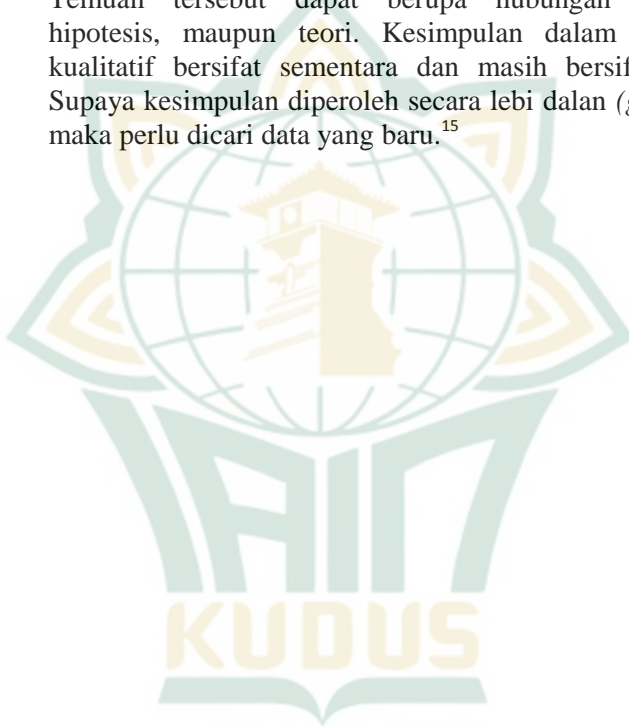 Temuan tersebut dapat berupa hubungan
hipotesis, maupun teori. Kesimpulan dalam
kualitatif bersifat sementara dan masih bersif
Supaya kesimpulan diperoleh secara lebi dalan (g
maka perlu dicari data yang baru.15
IAIN
KUDUS